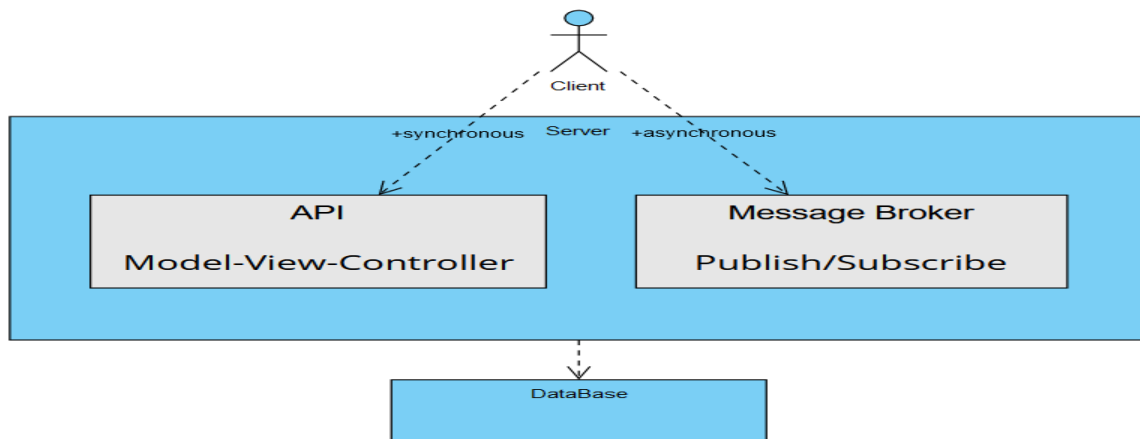 Client
+synchronous
Server
+asynchronous
API
Model-View-Controller
Message Broker
Publish/Subscribe
DataBase